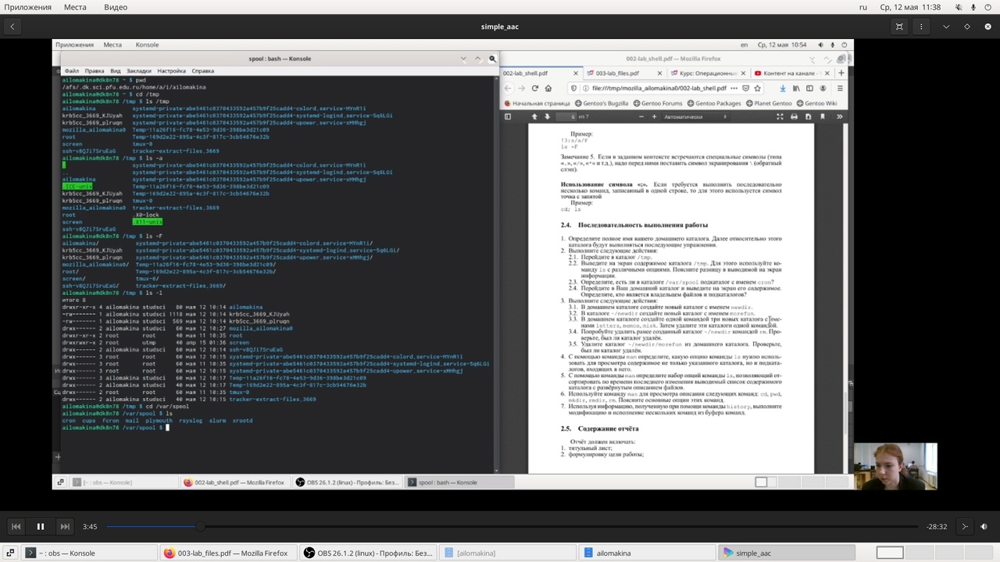 Приложения Места Видео
ru Ср, 12 мая 11:38
simple_aac
Приложения Места Konsole
en Ср, 12 мая 10:54
spool : bash — Konsole
Файл Правка Вид Закладки Настройка Справка
ailomakina@dk8n78 ~ $ pwd
/afs/.dk.sci.pfu.edu.ru/home/a/i/ailomakina
ailomakina@dk8n78 ~ $ cd /tmp
ailomakina@dk8n78 /tmp $ ls /tmp
ailomakina systemd-private-abe5461c0370433592a457b9f25cadd4-colord.service-MYnR1i
krb5cc_3669_KJUyah systemd-private-abe5461c0370433592a457b9f25cadd4-systemd-logind.service-Sq6LGi
krb5cc_3669_plruqn systemd-private-abe5461c0370433592a457b9f25cadd4-upower.service-xMHhgj
mozilla_ailomakina0 Temp-11a26f16-fc78-4e53-9d36-398be3d21c09
root Temp-169d2e22-895a-4c3f-817c-3cb54676e32b
screen tmux-0
ssh-v8QJi7SruEaG tracker-extract-files.3669
ailomakina@dk8n78 /tmp $ ls -a
. systemd-private-abe5461c0370433592a457b9f25cadd4-colord.service-MYnR1i
.. systemd-private-abe5461c0370433592a457b9f25cadd4-systemd-logind.service-Sq6LGi
ailomakina systemd-private-abe5461c0370433592a457b9f25cadd4-upower.service-xMHhgj
.ICE-unix Temp-11a26f16-fc78-4e53-9d36-398be3d21c09
krb5cc_3669_KJUyah Temp-169d2e22-895a-4c3f-817c-3cb54676e32b
krb5cc_3669_plruqn tmux-0
mozilla_ailomakina0 tracker-extract-files.3669
root .X0-lock
screen .X11-unix
ssh-v8QJi7SruEaG
ailomakina@dk8n78 /tmp $ ls -F
ailomakina/ systemd-private-abe5461c0370433592a457b9f25cadd4-colord.service-MYnR1i/
krb5cc_3669_KJUyah systemd-private-abe5461c0370433592a457b9f25cadd4-systemd-logind.service-Sq6LGi/
krb5cc_3669_plruqn systemd-private-abe5461c0370433592a457b9f25cadd4-upower.service-xMHhgj/
mozilla_ailomakina0/ Temp-11a26f16-fc78-4e53-9d36-398be3d21c09/
root/ Temp-169d2e22-895a-4c3f-817c-3cb54676e32b/
screen/ tmux-0/
ssh-v8QJi7SruEaG/ tracker-extract-files.3669/
ailomakina@dk8n78 /tmp $ ls -l
итого 8
drwxr-xr-x 4 ailomakina studsci 80 мая 12 10:14 ailomakina
-rw------- 1 ailomakina studsci 1118 мая 12 10:14 krb5cc_3669_KJUyah
-rw------- 1 ailomakina studsci 569 мая 12 10:14 krb5cc_3669_plruqn
drwx------ 2 ailomakina studsci 60 мая 12 10:27 mozilla_ailomakina0
drwxr-xr-x 2 root root 40 мая 11 10:35 root
drwxrwxr-x 2 root utmp 40 апр 15 01:36 screen
drwx------ 2 ailomakina studsci 60 мая 12 10:14 ssh-v8QJi7SruEaG
drwx------ 3 root root 60 мая 12 10:15 systemd-private-abe5461c0370433592a457b9f25cadd4-colord.service-MYnR1i
drwx------ 3 root root 60 мая 11 10:35 systemd-private-abe5461c0370433592a457b9f25cadd4-systemd-logind.service-Sq6LGi
drwx------ 3 root root 60 мая 12 10:15 systemd-private-abe5461c0370433592a457b9f25cadd4-upower.service-xMHhgj
drwx------ 3 ailomakina studsci 60 мая 12 10:17 Temp-11a26f16-fc78-4e53-9d36-398be3d21c09
drwx------ 2 ailomakina studsci 40 мая 12 10:17 Temp-169d2e22-895a-4c3f-817c-3cb54676e32b
drwx------ 2 root root 60 мая 11 10:35 tmux-0
drwx------ 2 ailomakina studsci 40 мая 12 10:15 tracker-extract-files.3669
ailomakina@dk8n78 /tmp $ cd /var/spool
ailomakina@dk8n78 /var/spool $ ls
cron cups fcron mail plymouth rsyslog slurm xrootd
ailomakina@dk8n78 /var/spool $
002-lab_shell.pdf — Mozilla Firefox
002-lab_shell.pdf 003-lab_files.pdf Курс: Операционны Контент на канале - Y
file:///tmp/mozilla_ailomakina0/002-lab_shell.pdf
Начальная страница Gentoo's Bugzilla Gentoo Forums Gentoo Packages Planet Gentoo Gentoo Wiki
6 из 7 Автоматически
Пример:
!3:s/a/F
ls -F
Замечание 5. Если в заданном контексте встречаются специальные символы (типа
«.», «/», «*» и т.д.), надо перед ними поставить символ экранирования \ (обратный
слэш).
Использование символа «;». Если требуется выполнить последовательно
несколько команд, записанный в одной строке, то для этого используется символ
точка с запятой
Пример:
cd; ls
2.4. Последовательность выполнения работы
1. Определите полное имя вашего домашнего каталога. Далее относительно этого
каталога будут выполняться последующие упражнения.
2. Выполните следующие действия:
2.1. Перейдите в каталог /tmp.
2.2. Выведите на экран содержимое каталога /tmp. Для этого используйте ко-
манду ls с различными опциями. Поясните разницу в выводимой на экран
информации.
2.3. Определите, есть ли в каталоге /var/spool подкаталог с именем cron?
2.4. Перейдите в Ваш домашний каталог и выведите на экран его содержимое.
Определите, кто является владельцем файлов и подкаталогов?
3. Выполните следующие действия:
3.1. В домашнем каталоге создайте новый каталог с именем newdir.
3.2. В каталоге ~/newdir создайте новый каталог с именем morefun.
3.3. В домашнем каталоге создайте одной командой три новых каталога с име-
нами letters, memos, misk. Затем удалите эти каталоги одной командой.
3.4. Попробуйте удалить ранее созданный каталог ~/newdir командой rm. Про-
верьте, был ли каталог удалён.
3.5. Удалите каталог ~/newdir/morefun из домашнего каталога. Проверьте,
был ли каталог удалён.
4. С помощью команды man определите, какую опцию команды ls нужно исполь-
зовать для просмотра содержимое не только указанного каталога, но и подката-
логов, входящих в него.
5. С помощью команды man определите набор опций команды ls, позволяющий от-
сортировать по времени последнего изменения выводимый список содержимого
каталога с развёрнутым описанием файлов.
6. Используйте команду man для просмотра описания следующих команд: cd, pwd,
mkdir, rmdir, rm. Поясните основные опции этих команд.
7. Используя информацию, полученную при помощи команды history, выполните
модификацию и исполнение нескольких команд из буфера команд.
2.5. Содержание отчёта
Отчёт должен включать:
1. титульный лист;
2. формулировку цели работы;
[~ : obs — Konsole] 002-lab_shell.pdf — Mozilla Firefox OBS 26.1.2 (linux) - Профиль: Без... spool : bash — Konsole
3:45 -28:32
~ : obs — Konsole 003-lab_files.pdf — Mozilla Firefox OBS 26.1.2 (linux) - Профиль: Без... [ailomakina] ailomakina simple_aac